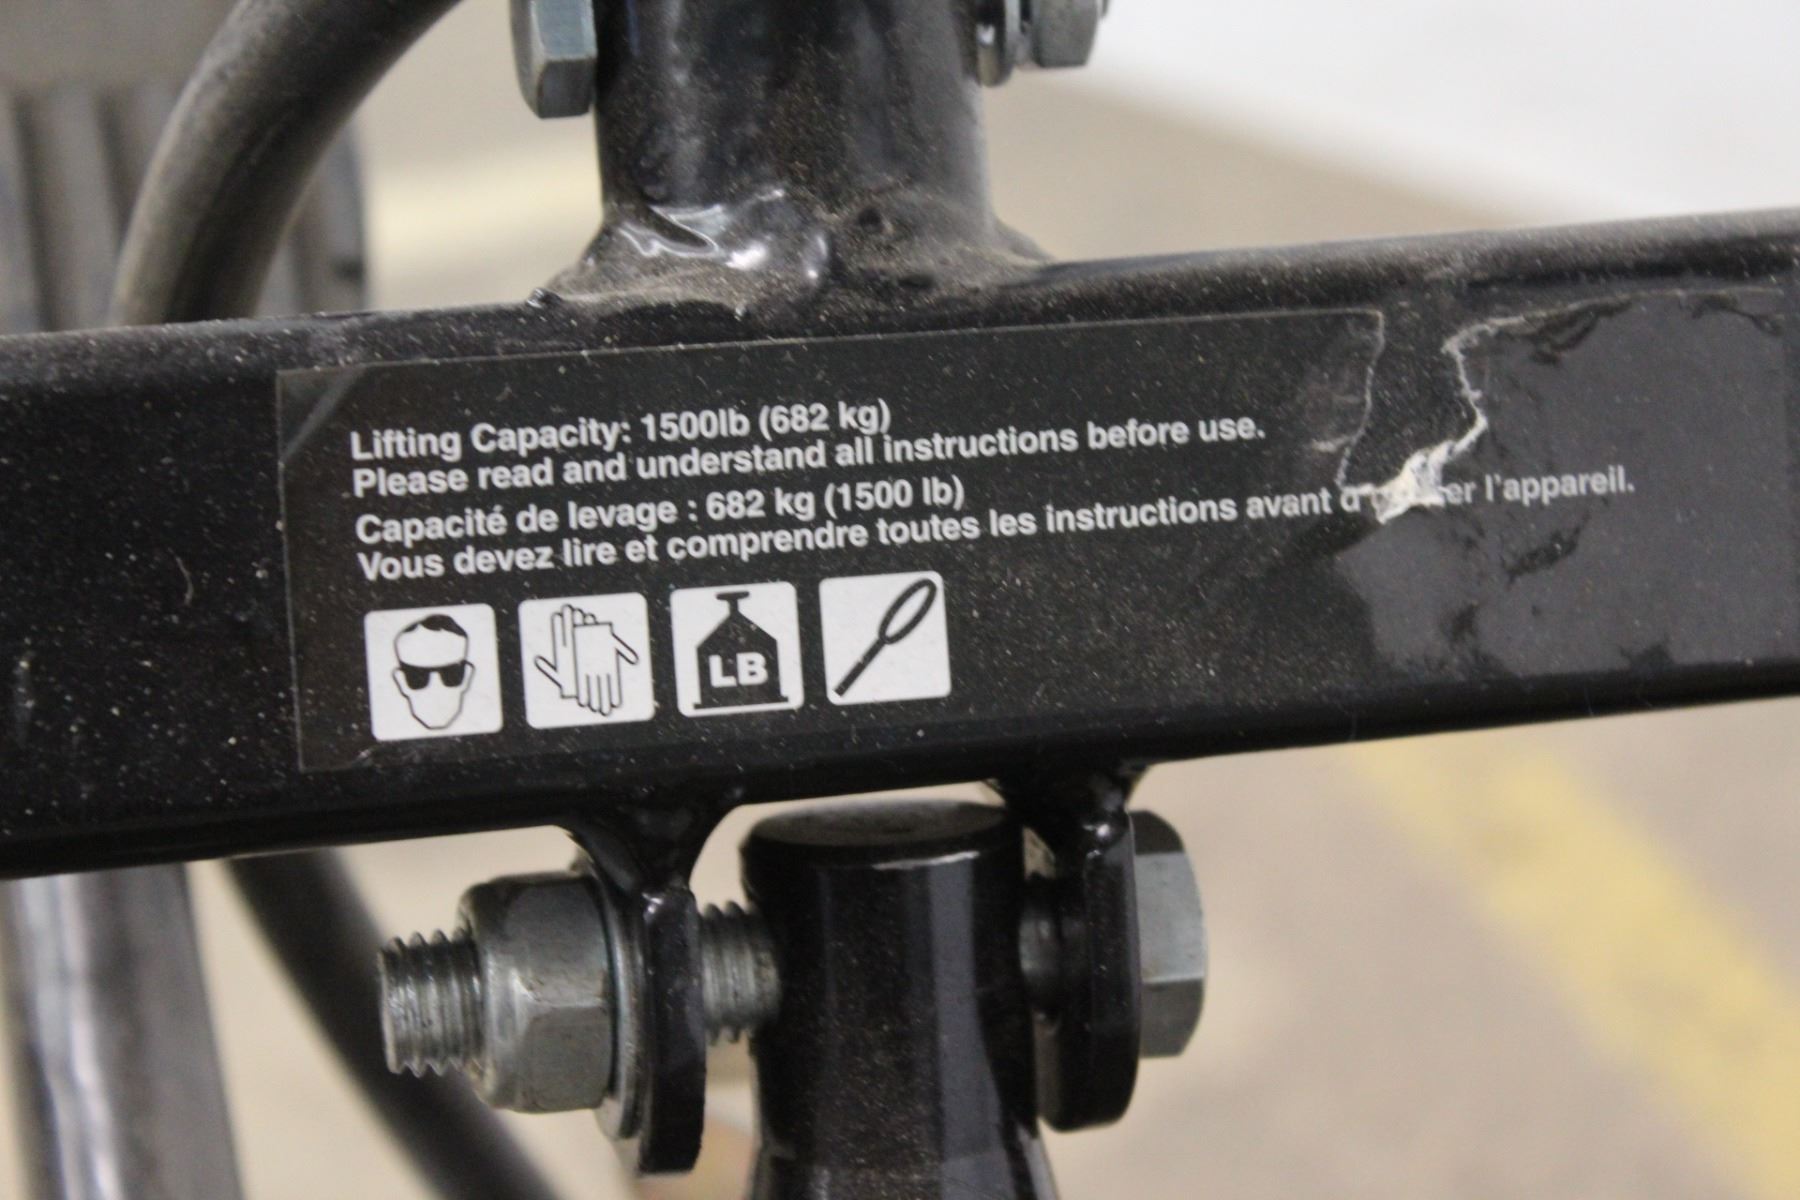 Lifting Capacity: 1500lb (682 kg)
Please read and understand all instructions before use.
Capacité de levage : 682 kg (1500 lb)
Vous devez lire et comprendre toutes les instructions avant l'appareil.
LB